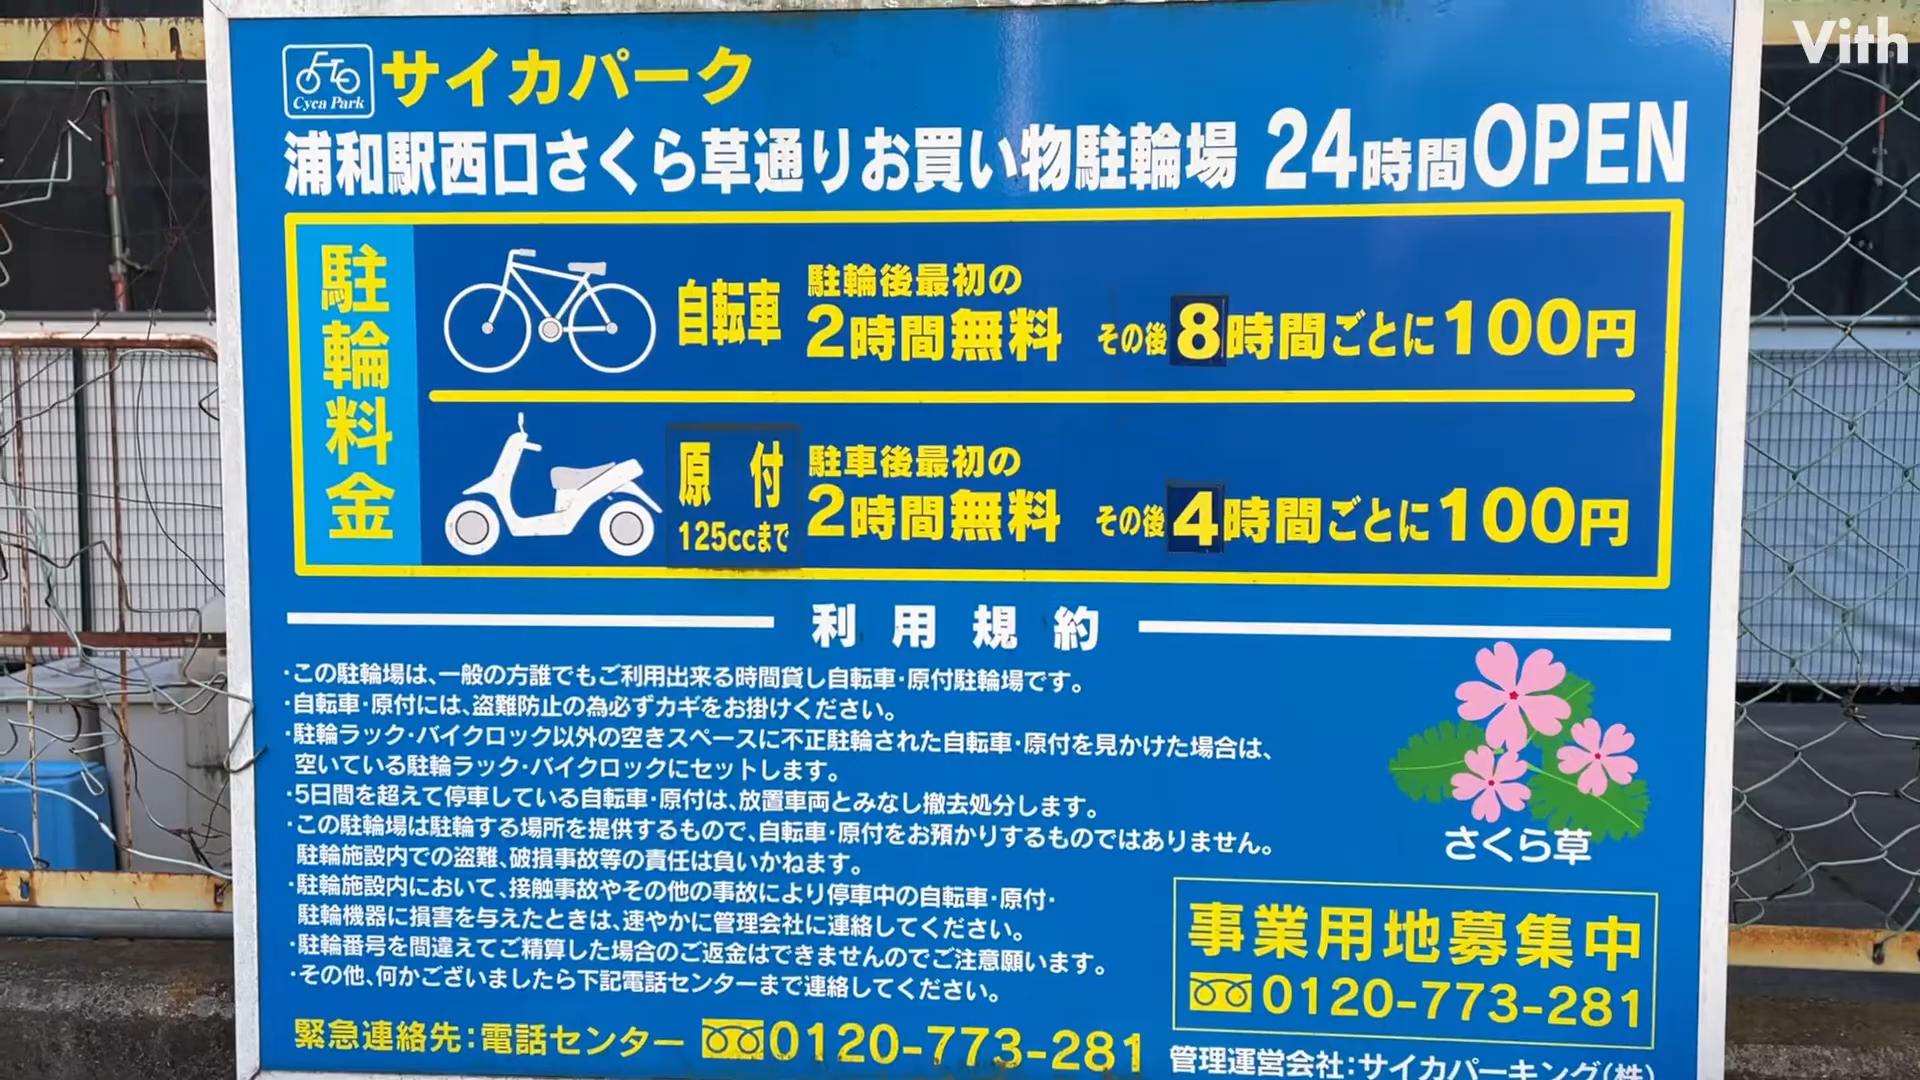 Vith
Cyca Park
サイカパーク
浦和駅西口さくら草通りお買い物駐輪場 24時間OPEN
駐輪料金
自転車 駐輪後最初の
2時間無料 その後8時間ごとに100円
原付 駐車後最初の
125ccまで 2時間無料 その後4時間ごとに100円
利用規約
・この駐輪場は、一般の方誰でもご利用出来る時間貸し自転車・原付駐輪場です。
・自転車・原付には、盗難防止の為必ずカギをお掛けください。
・駐輪ラック・バイクロック以外の空きスペースに不正駐輪された自転車・原付を見かけた場合は、
空いている駐輪ラック・バイクロックにセットします。
・5日間を超えて停車している自転車・原付は、放置車両とみなし撤去処分します。
・この駐輪場は駐輪する場所を提供するもので、自転車・原付をお預かりするものではありません。
駐輪施設内での盗難、破損事故等の責任は負いかねます。
・駐輪施設内において、接触事故やその他の事故により停車中の自転車・原付・
駐輪機器に損害を与えたときは、速やかに管理会社に連絡してください。
・駐輪番号を間違えてご精算した場合のご返金はできませんのでご注意願います。
・その他、何かございましたら下記電話センターまで連絡してください。
さくら草
事業用地募集中
0120-773-281
緊急連絡先：電話センター 0120-773-281
管理運営会社：サイカパーキング(株)